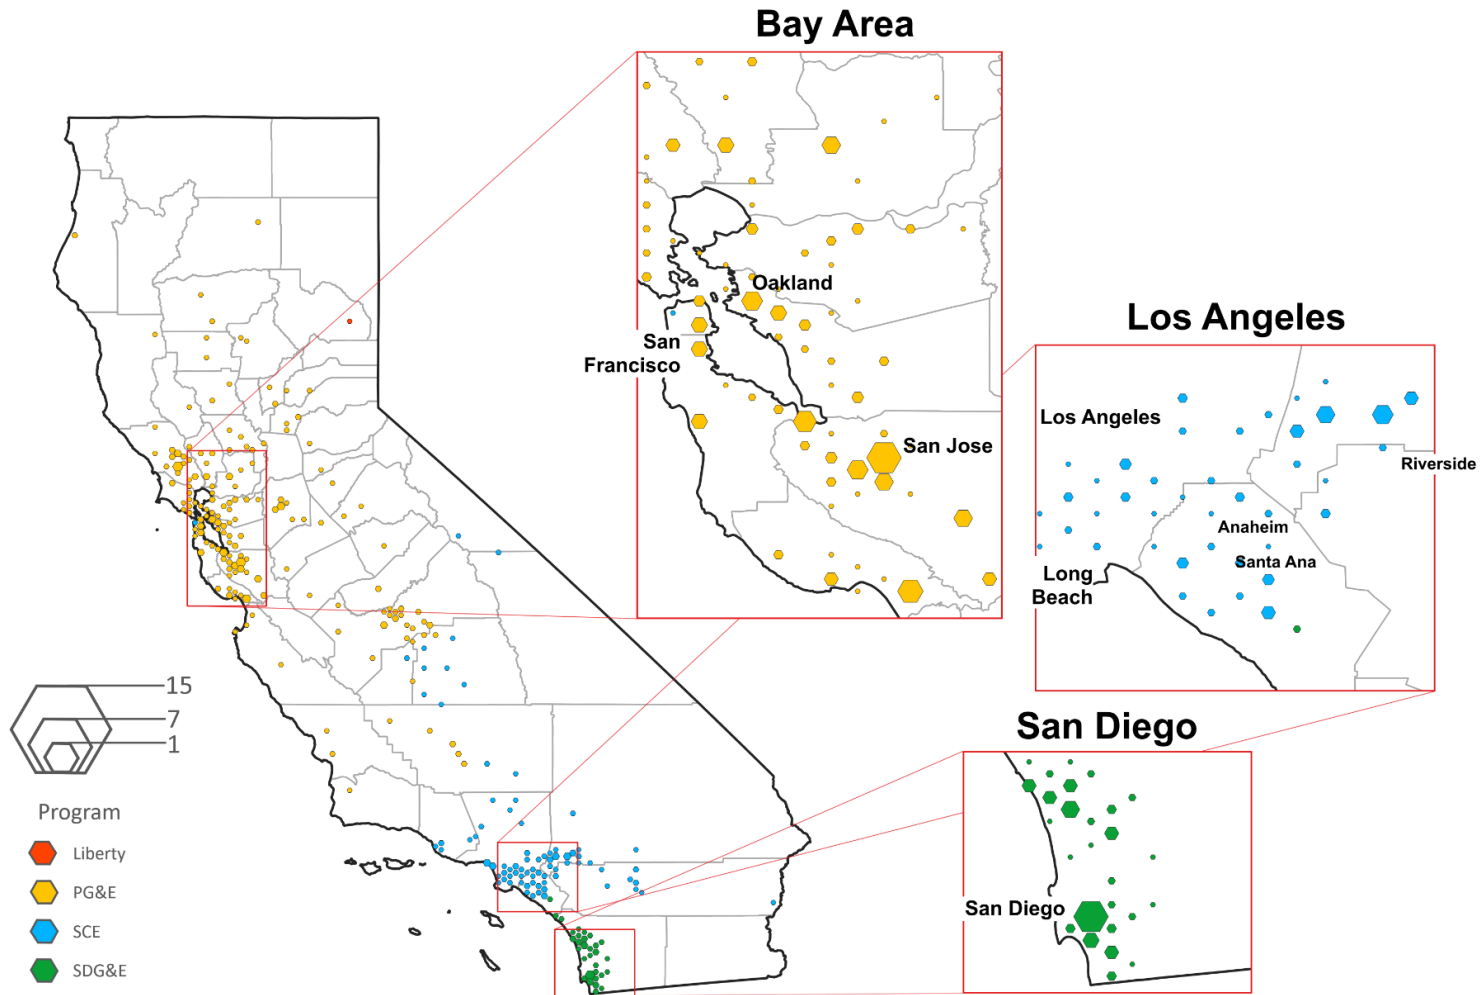 Bay Area
Oakland
San
Francisco
San Jose
Los Angeles
Los Angeles
Riverside
Anaheim
Santa Ana
Long
Beach
San Diego
San Diego
15
7
1
Program
Liberty
PG&E
SCE
SDG&E